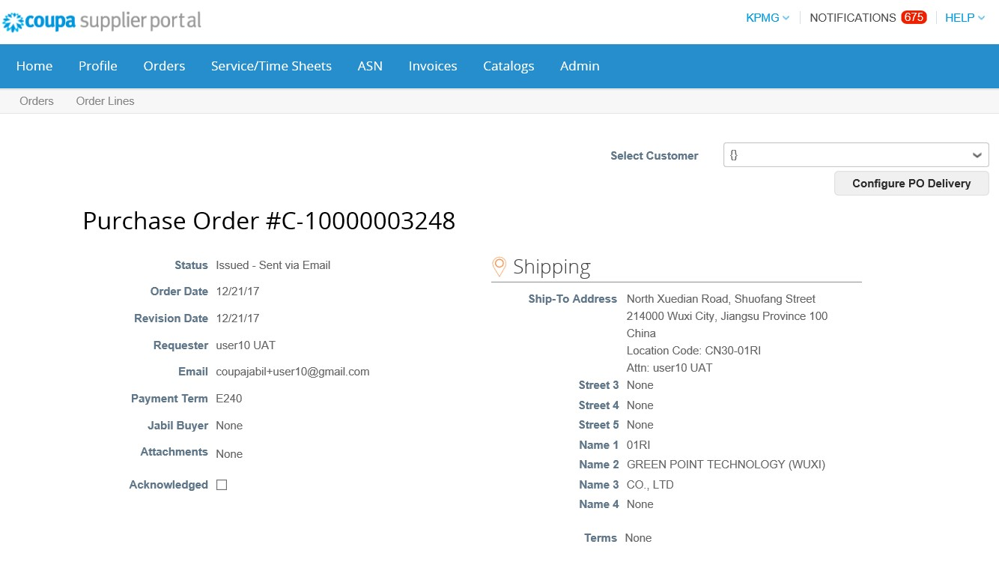 coupa supplier portal
KPMG NOTIFICATIONS 675 HELP
Home Profile Orders Service/Time Sheets ASN Invoices Catalogs Admin
Orders Order Lines
Select Customer {}
Configure PO Delivery
Purchase Order #C-10000003248
Status Issued - Sent via Email
Order Date 12/21/17
Revision Date 12/21/17
Requester user10 UAT
Email coupajabil+user10@gmail.com
Payment Term E240
Jabil Buyer None
Attachments None
Acknowledged
Shipping
Ship-To Address North Xuedian Road, Shuofang Street
214000 Wuxi City, Jiangsu Province 100
China
Location Code: CN30-01RI
Attn: user10 UAT
Street 3 None
Street 4 None
Street 5 None
Name 1 01RI
Name 2 GREEN POINT TECHNOLOGY (WUXI)
Name 3 CO., LTD
Name 4 None
Terms None